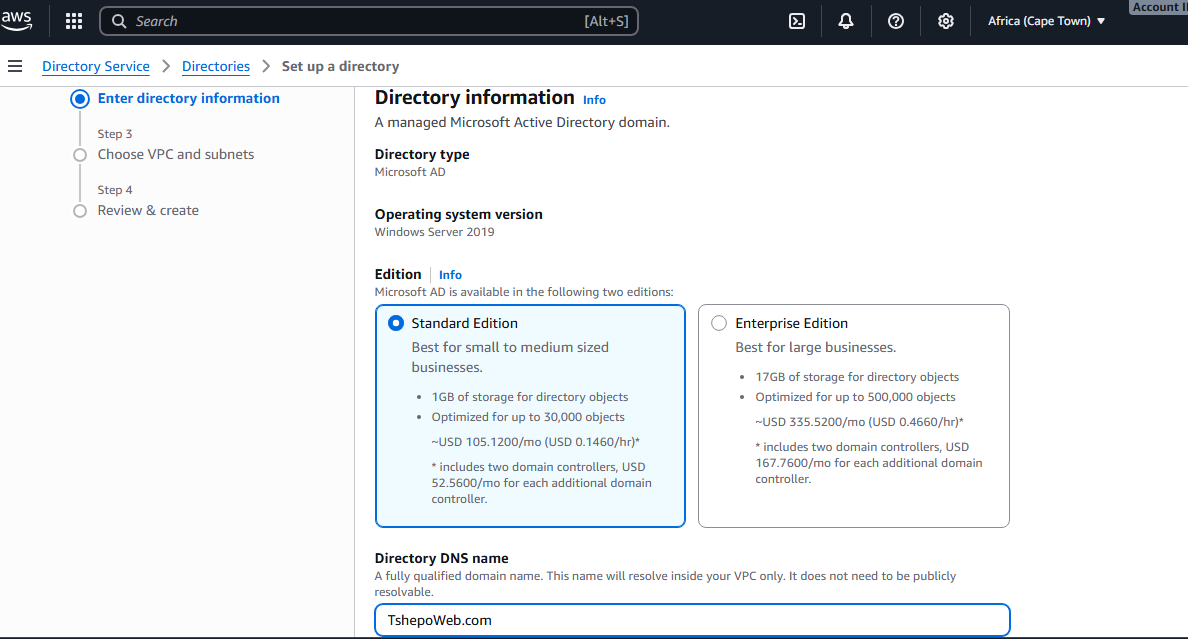 aws
Search
[Alt+S]
Africa (Cape Town)
Account I
Directory Service
Directories
Set up a directory
Enter directory information
Step 3
Choose VPC and subnets
Step 4
Review & create
Directory information Info
A managed Microsoft Active Directory domain.
Directory type
Microsoft AD
Operating system version
Windows Server 2019
Edition Info
Microsoft AD is available in the following two editions:
Standard Edition
Best for small to medium sized
businesses.
• 1GB of storage for directory objects
• Optimized for up to 30,000 objects
~USD 105.1200/mo (USD 0.1460/hr)*
* includes two domain controllers, USD
52.5600/mo for each additional domain
controller.
Enterprise Edition
Best for large businesses.
• 17GB of storage for directory objects
• Optimized for up to 500,000 objects
~USD 335.5200/mo (USD 0.4660/hr)*
* includes two domain controllers, USD
167.7600/mo for each additional domain
controller.
Directory DNS name
A fully qualified domain name. This name will resolve inside your VPC only. It does not need to be publicly
resolvable.
TshepoWeb.com